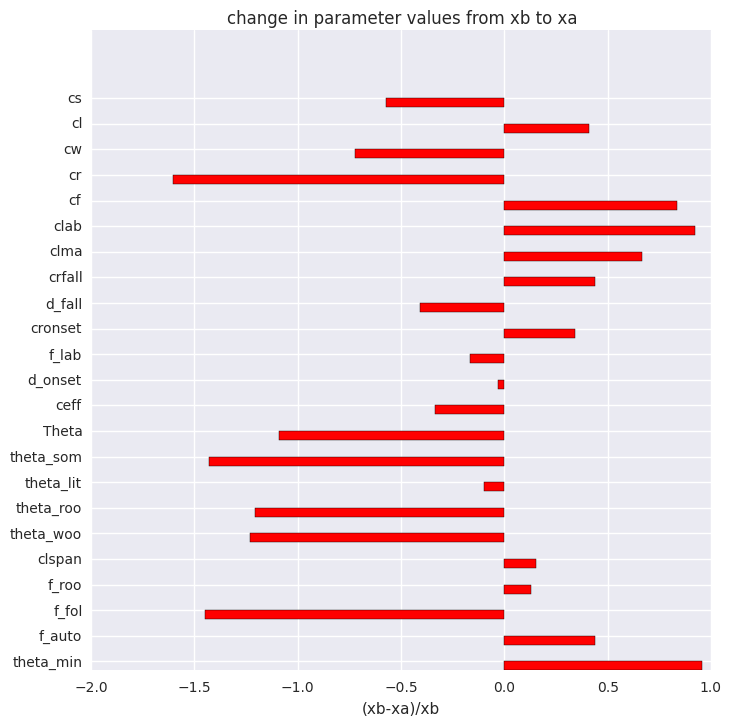 change in parameter values from xb to xa
cs
cl
cw
cr
cf
clab
clma
crfall
d_fall
cronset
f_lab
d_onset
ceff
Theta
theta_som
theta_lit
theta_roo
theta_woo
clspan
f_roo
f_fol
f_auto
theta_min
−2.0 −1.5 −1.0 −0.5 0.0 0.5 1.0
(xb-xa)/xb